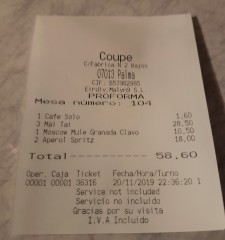 Coupe
C/Fabrica N 2 Bajos
07013 Palma
CIF: B57982985
Eirdiv Malyn9 S.L
PROFORMA
Mesa número: 104
1 Cafe Solo 1,60
3 Mai Tai 28,50
1 Moscow Mule Granada Clavo 10,50
2 Aperol Spritz 18,00
Total 58,60
Oper. Caja Ticket Fecha/Hora/Turno
00001 00001 36316 20/11/2019 22:36:20 1
Service not included
Servicio no incluido
Gracias por su visita
I.V.A Incluido